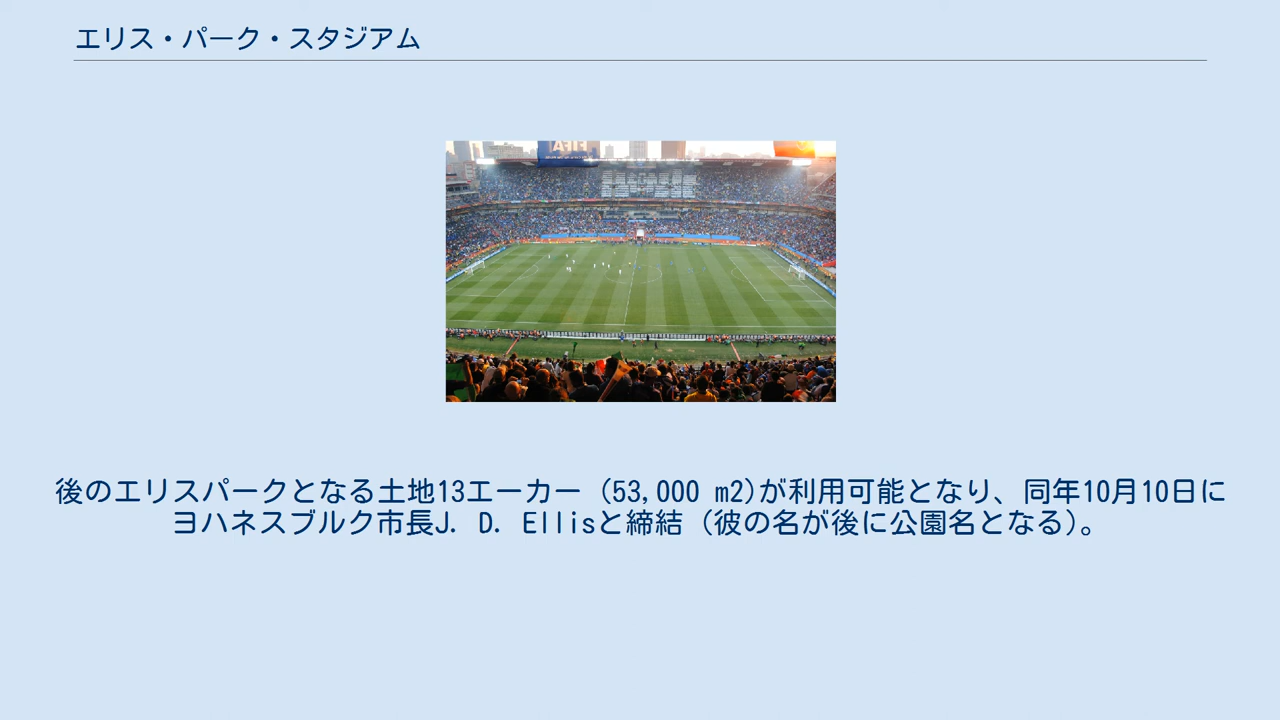 エリス・パーク・スタジアム
FIFA
後のエリスパークとなる土地13エーカー (53,000 m2)が利用可能となり、同年10月10日に
ヨハネスブルク市長J. D. Ellisと締結 (彼の名が後に公園名となる)。